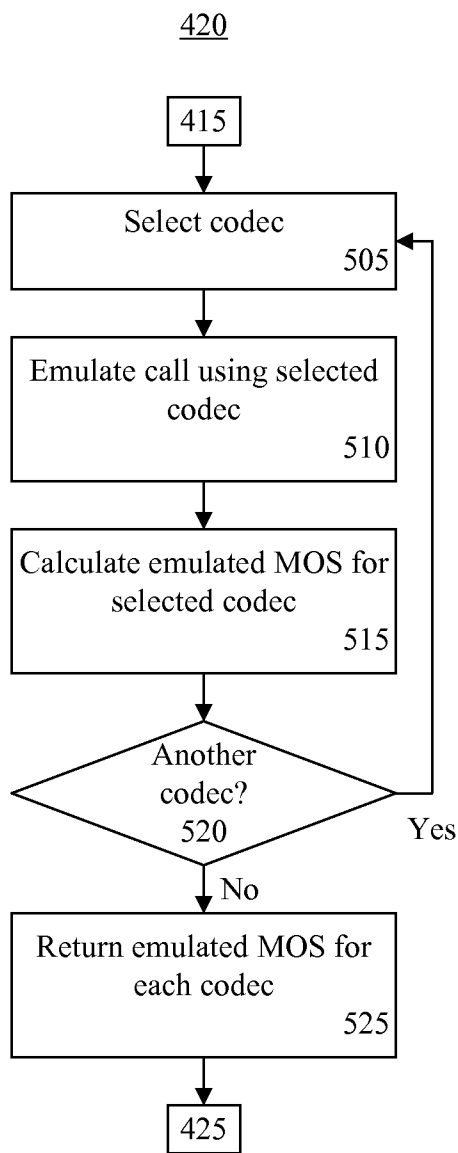 420
415
Select codec
505
Emulate call using selected
codec
510
Calculate emulated MOS for
selected codec
515
Another
codec?
520
Yes
No
Return emulated MOS for
each codec
525
425